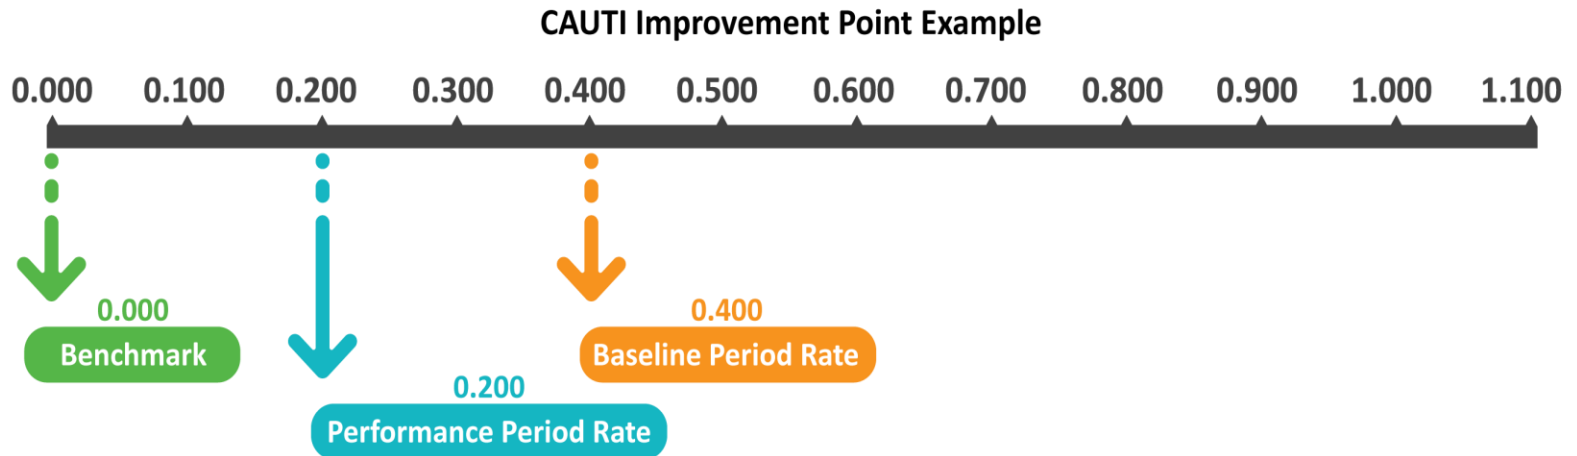 CAUTI Improvement Point Example
0.000 0.100 0.200 0.300 0.400 0.500 0.600 0.700 0.800 0.900 1.000 1.100
0.000
Benchmark
0.400
Baseline Period Rate
0.200
Performance Period Rate